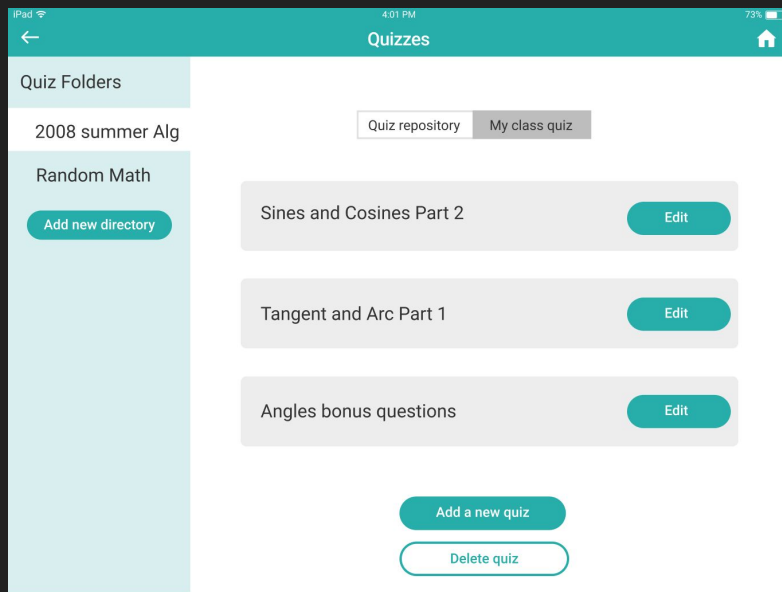 iPad 4:01 PM 73%
Quizzes
Quiz Folders
2008 summer Alg
Random Math
Add new directory
Quiz repository My class quiz
Sines and Cosines Part 2 Edit
Tangent and Arc Part 1 Edit
Angles bonus questions Edit
Add a new quiz
Delete quiz